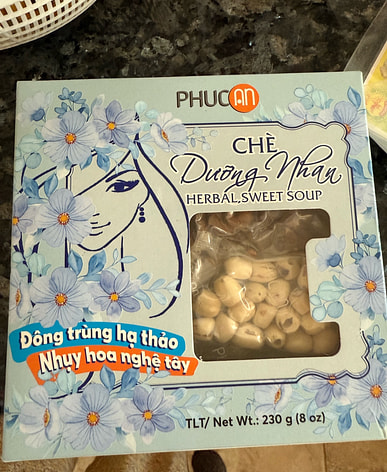 PHUCAN
CHÈ
Dưỡng Nhan
HERBAL SWEET SOUP
Đông trùng hạ thảo
Nhụy hoa nghệ tây
TLT/ Net Wt.: 230 g (8 oz)